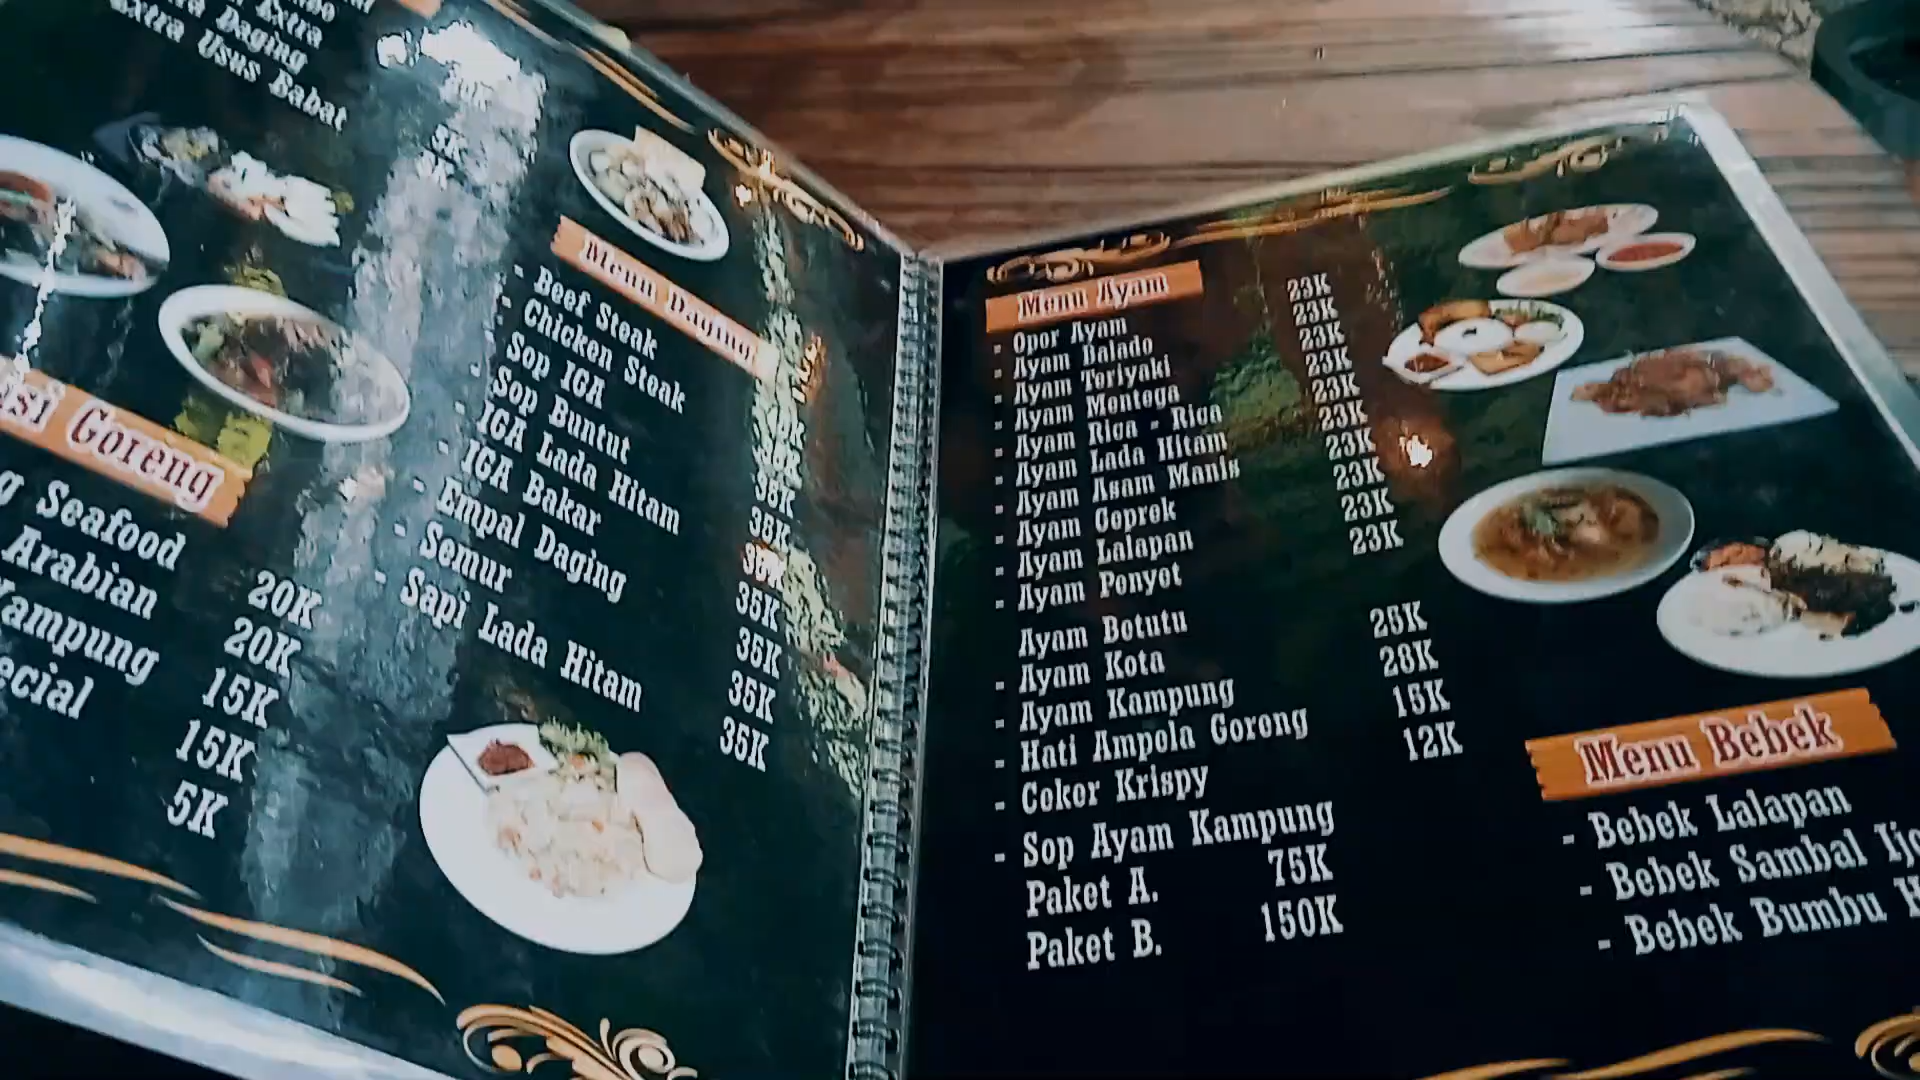 Extra
Daging
Extra Usus Babat
5K
Goreng
Seafood
Arabian
Kampung
20K
20K
15K
15K
5K
Menu Daging
- Beef Steak
- Chicken Steak
- Sop IGA
- Sop Buntut
- IGA Lada Hitam
- IGA Bakar
- Empal Daging
- Semur
- Sapi Lada Hitam
35K
35K
35K
35K
35K
35K
Menu Ayam
- Opor Ayam 23K
- Ayam Balado 23K
- Ayam Teriyaki 23K
- Ayam Mentega 23K
- Ayam Rica - Rica 23K
- Ayam Lada Hitam 23K
- Ayam Asam Manis 23K
- Ayam Geprek 23K
- Ayam Lalapan 23K
- Ayam Penyet 23K
Ayam Betutu
- Ayam Kota 25K
- Ayam Kampung 28K
- Hati Ampela Goreng 15K
- Ceker Krispy 12K
- Sop Ayam Kampung
Paket A. 75K
Paket B. 150K
Menu Bebek
- Bebek Lalapan
- Bebek Sambal
- Bebek Bumbu